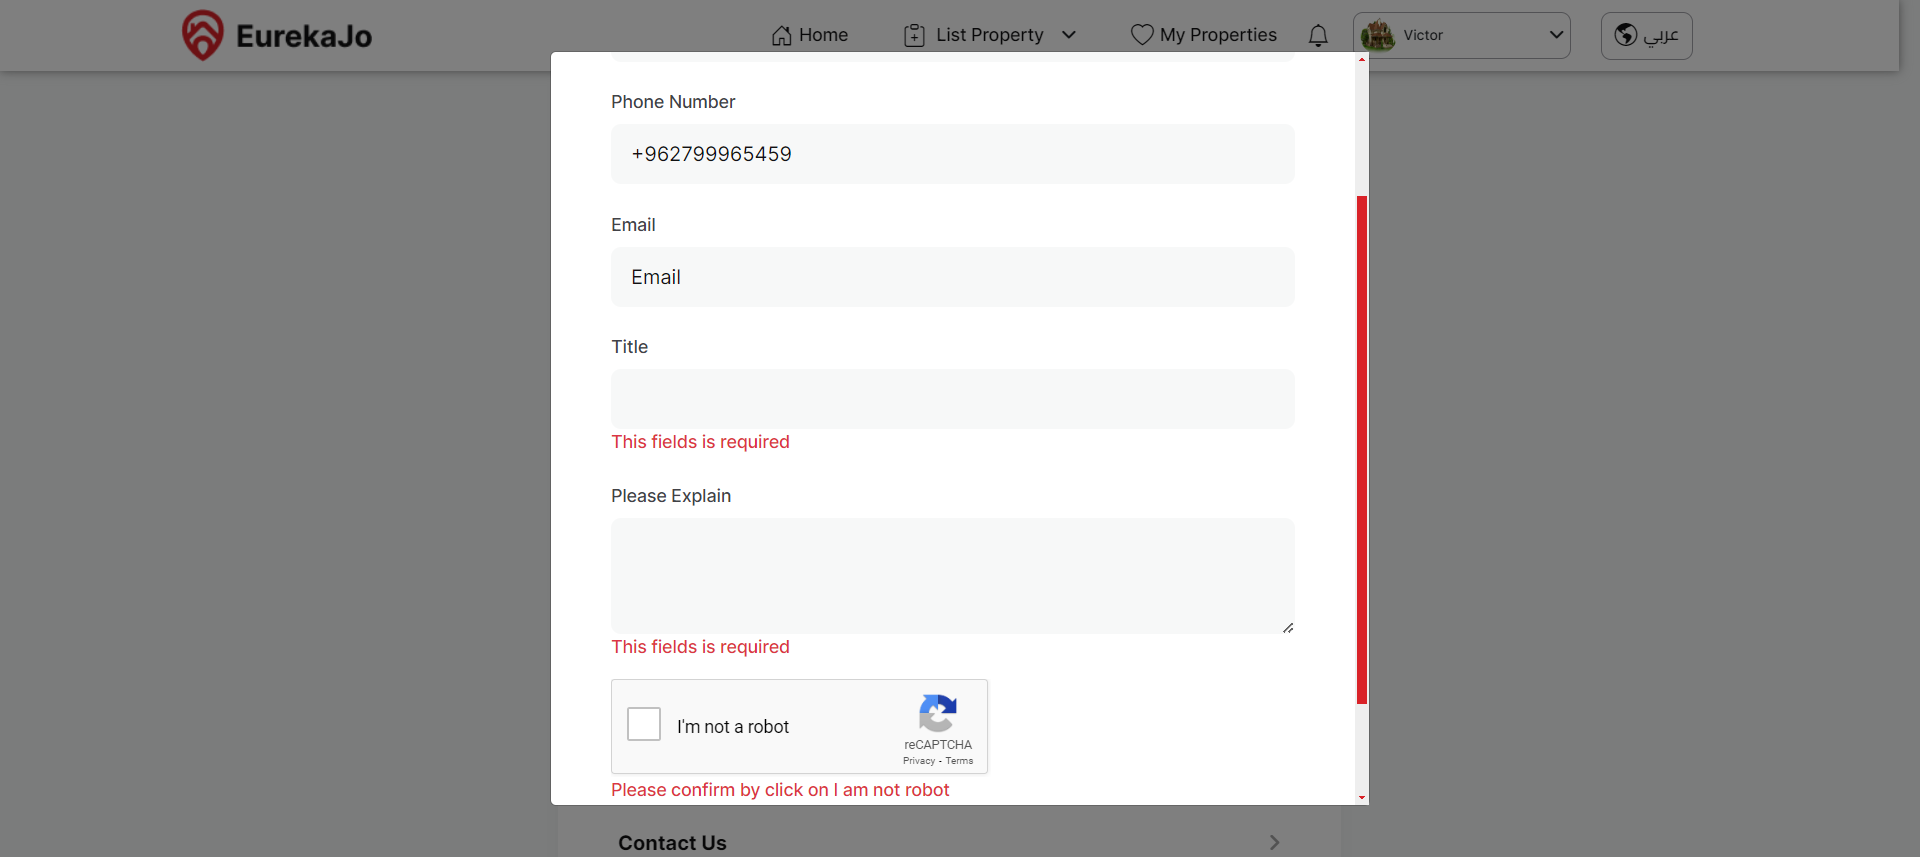 EurekaJo
Home
List Property
My Properties
Victor
عربي
Phone Number
+962799965459
Email
Email
Title
This fields is required
Please Explain
This fields is required
I'm not a robot
reCAPTCHA
Privacy - Terms
Please confirm by click on I am not robot
Contact Us